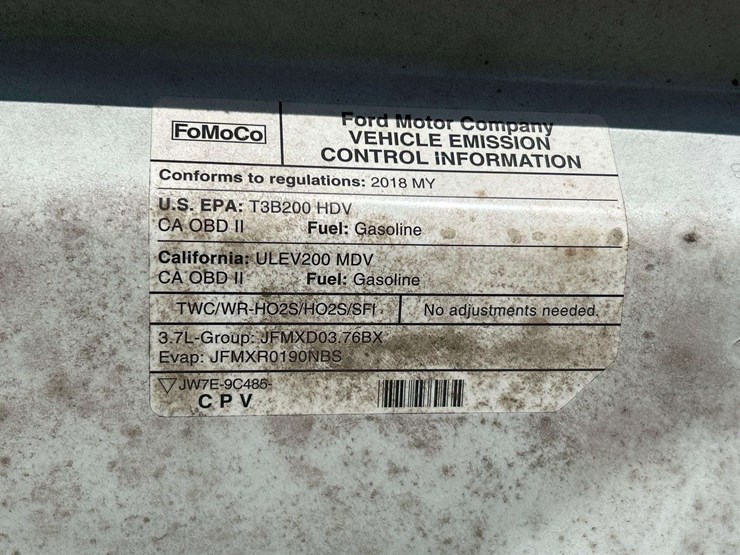 FoMoCo
Ford Motor Company
VEHICLE EMISSION
CONTROL INFORMATION
Conforms to regulations: 2018 MY
U.S. EPA: T3B200 HDV
CA OBD II Fuel: Gasoline
California: ULEV200 MDV
CA OBD II Fuel: Gasoline
TWC/WR-HO2S/HO2S/SFI
No adjustments needed.
3.7L-Group: JFMXD03.76BX
Evap: JFMXR0190NBS
JW7E-9C485-
C P V